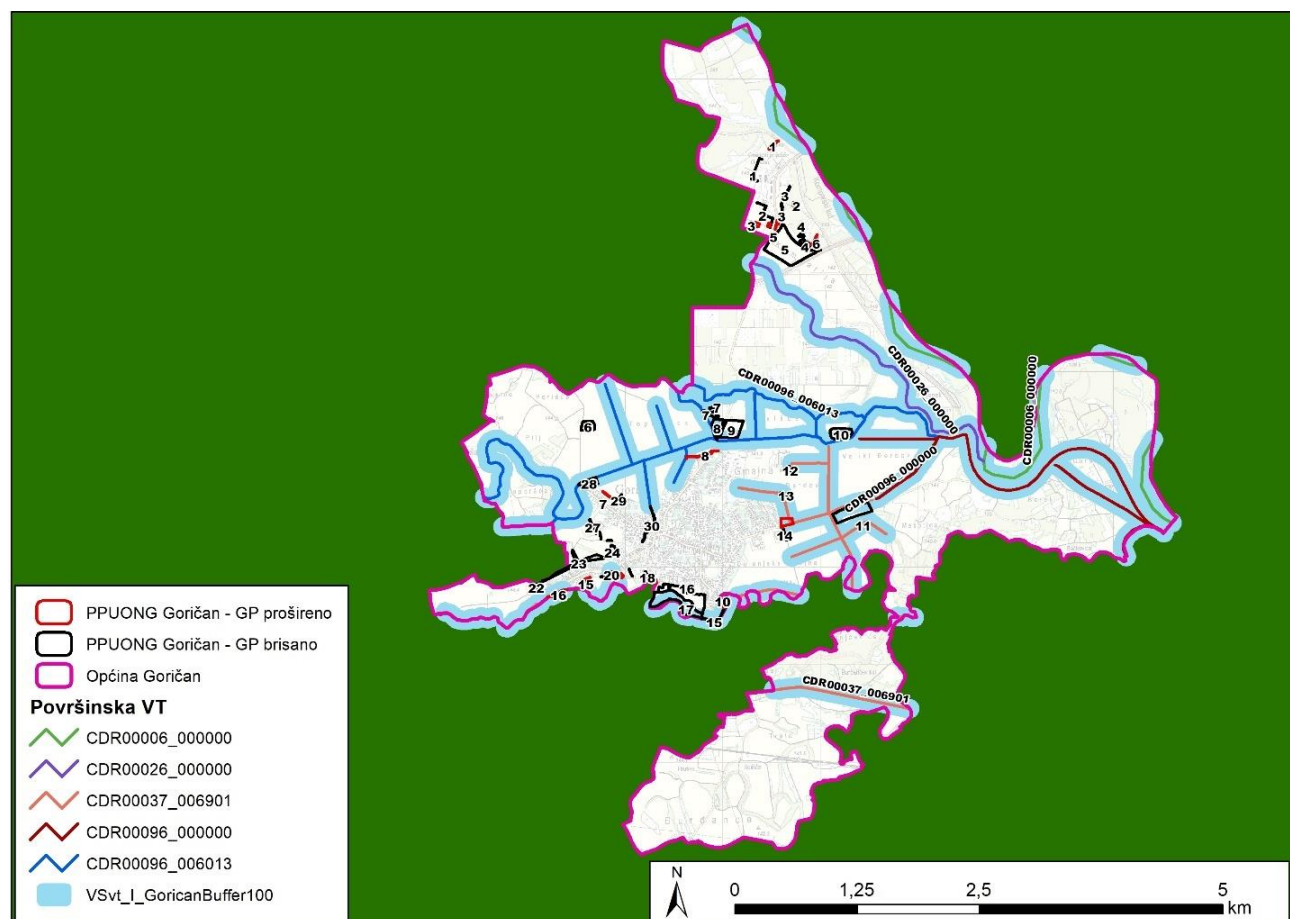 1
1
3
2
2
3
3
4
5
4
6
5
CDR00026_000000
CDR00006_000000
CDR00096_006013
7
7
6
8
9
10
8
12
CDR00096_000000
28
13
7
29
27
30
14
11
24
23
22
15
20
18
16
16
17
10
15
CDR00037_006901
PPUONG Goričan - GP prošireno
PPUONG Goričan - GP brisano
Općina Goričan
Površinska VT
CDR00006_000000
CDR00026_000000
CDR00037_006901
CDR00096_000000
CDR00096_006013
VSvt_I_GoricanBuffer100
N
0 1,25 2,5 5
km